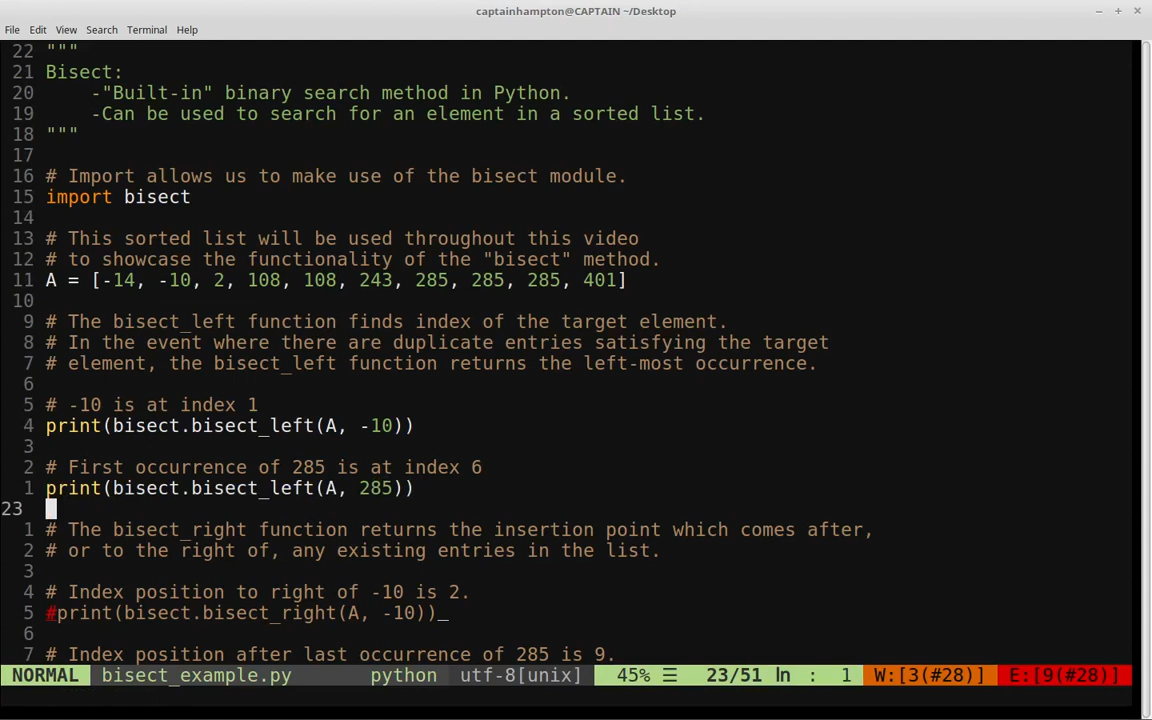 captainhampton@CAPTAIN ~/Desktop
File Edit View Search Terminal Help
22 """
21 Bisect:
20 -"Built-in" binary search method in Python.
19 -Can be used to search for an element in a sorted list.
18 """
17
16 # Import allows us to make use of the bisect module.
15 import bisect
14
13 # This sorted list will be used throughout this video
12 # to showcase the functionality of the "bisect" method.
11 A = [-14, -10, 2, 108, 108, 243, 285, 285, 285, 401]
10
9 # The bisect_left function finds index of the target element.
8 # In the event where there are duplicate entries satisfying the target
7 # element, the bisect_left function returns the left-most occurrence.
6
5 # -10 is at index 1
4 print(bisect.bisect_left(A, -10))
3
2 # First occurrence of 285 is at index 6
1 print(bisect.bisect_left(A, 285))
23
1 # The bisect_right function returns the insertion point which comes after,
2 # or to the right of, any existing entries in the list.
3
4 # Index position to right of -10 is 2.
5 #print(bisect.bisect_right(A, -10))_
6
7 # Index position after last occurrence of 285 is 9.
NORMAL bisect_example.py python utf-8[unix] 45% ☰ 23/51 ln : 1 W:[3(#28)] E:[9(#28)]